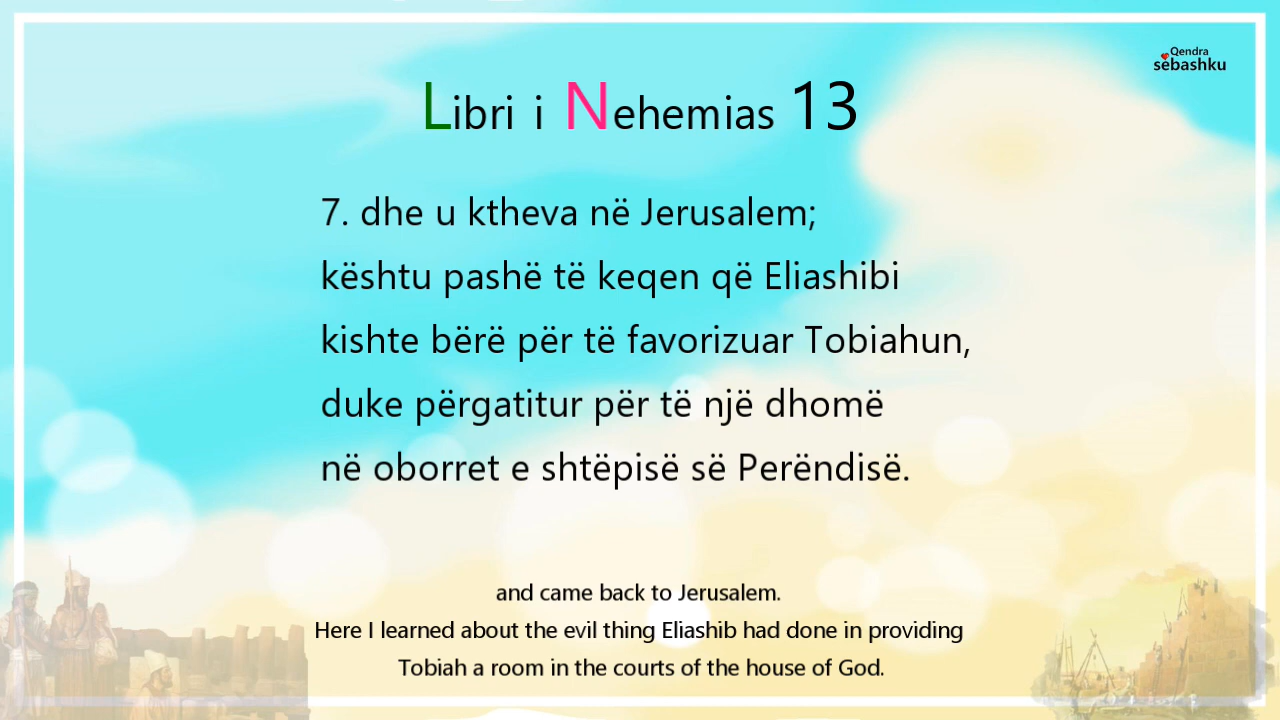 Qendra
sëbashku
Libri i Nehemias 13
7. dhe u ktheva në Jerusalem;
kështu pashë të keqen që Eliashibi
kishte bërë për të favorizuar Tobiahun,
duke përgatitur për të një dhomë
në oborret e shtëpisë së Perëndisë.
and came back to Jerusalem.
Here I learned about the evil thing Eliashib had done in providing
Tobiah a room in the courts of the house of God.